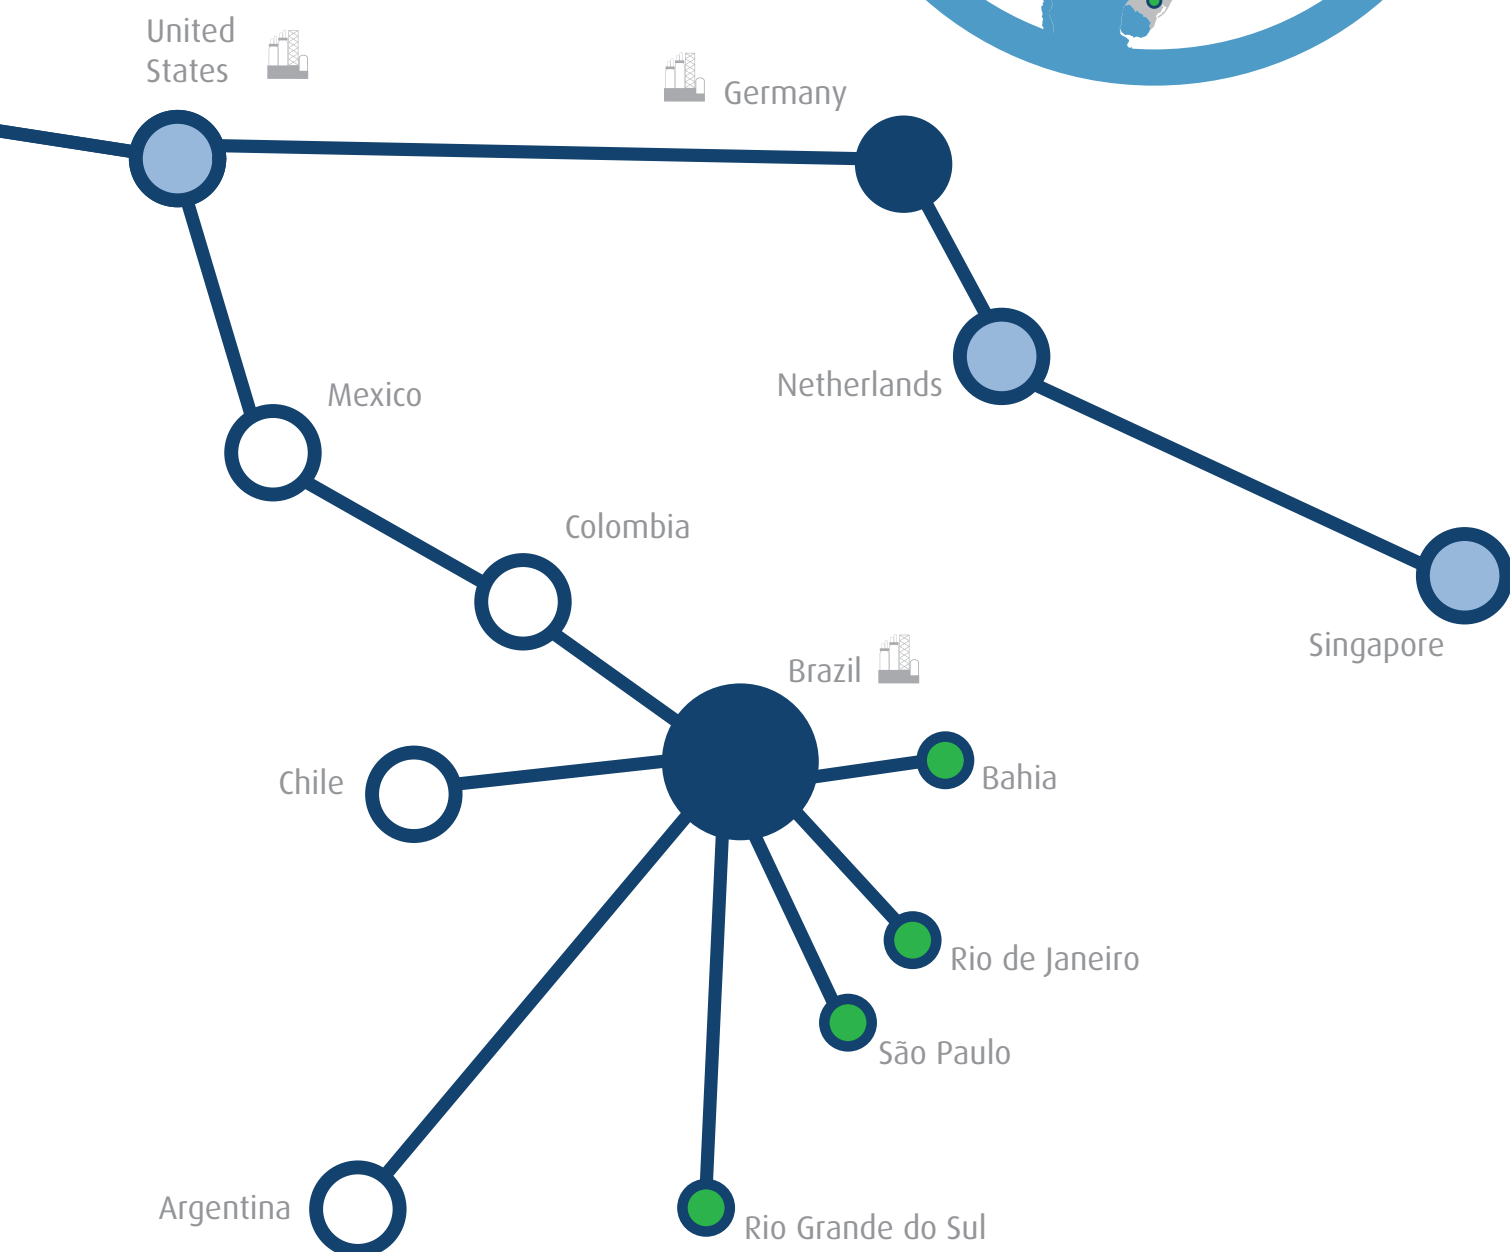 United
States
Germany
Mexico
Netherlands
Colombia
Singapore
Brazil
Chile
Bahia
Rio de Janeiro
São Paulo
Argentina
Rio Grande do Sul